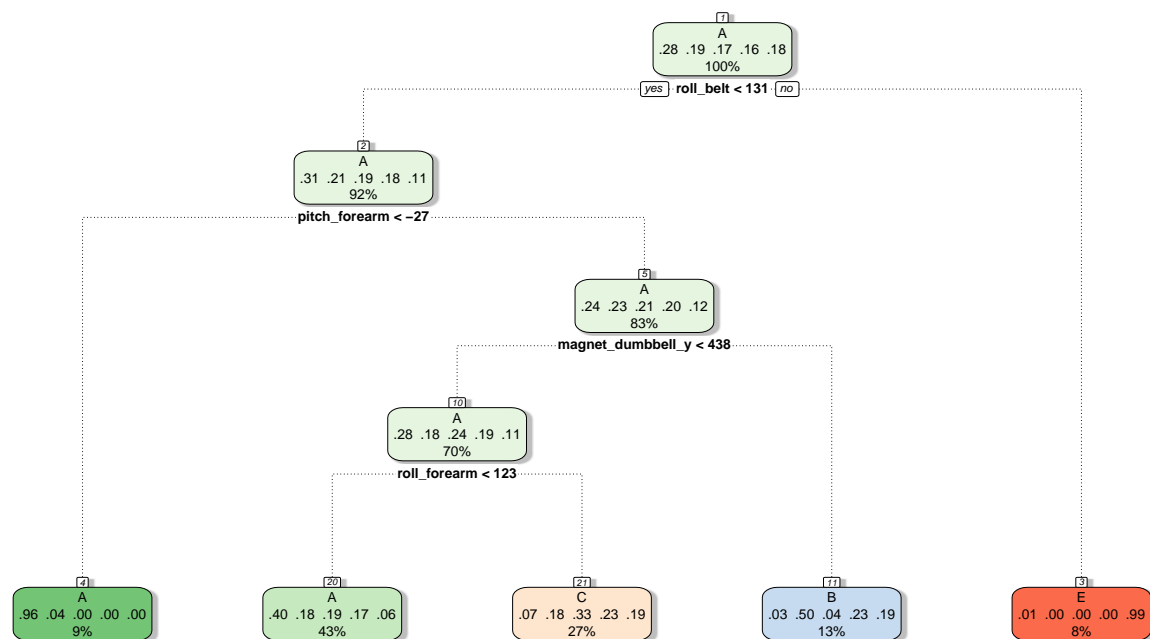 1
A
.28 .19 .17 .16 .18
100%
yes roll_belt < 131 no
2
A
.31 .21 .19 .18 .11
92%
pitch_forearm < −27
5
A
.24 .23 .21 .20 .12
83%
magnet_dumbbell_y < 438
10
A
.28 .18 .24 .19 .11
70%
roll_forearm < 123
4
A
.96 .04 .00 .00 .00
9%
20
A
.40 .18 .19 .17 .06
43%
21
C
.07 .18 .33 .23 .19
27%
11
B
.03 .50 .04 .23 .19
13%
3
E
.01 .00 .00 .00 .99
8%